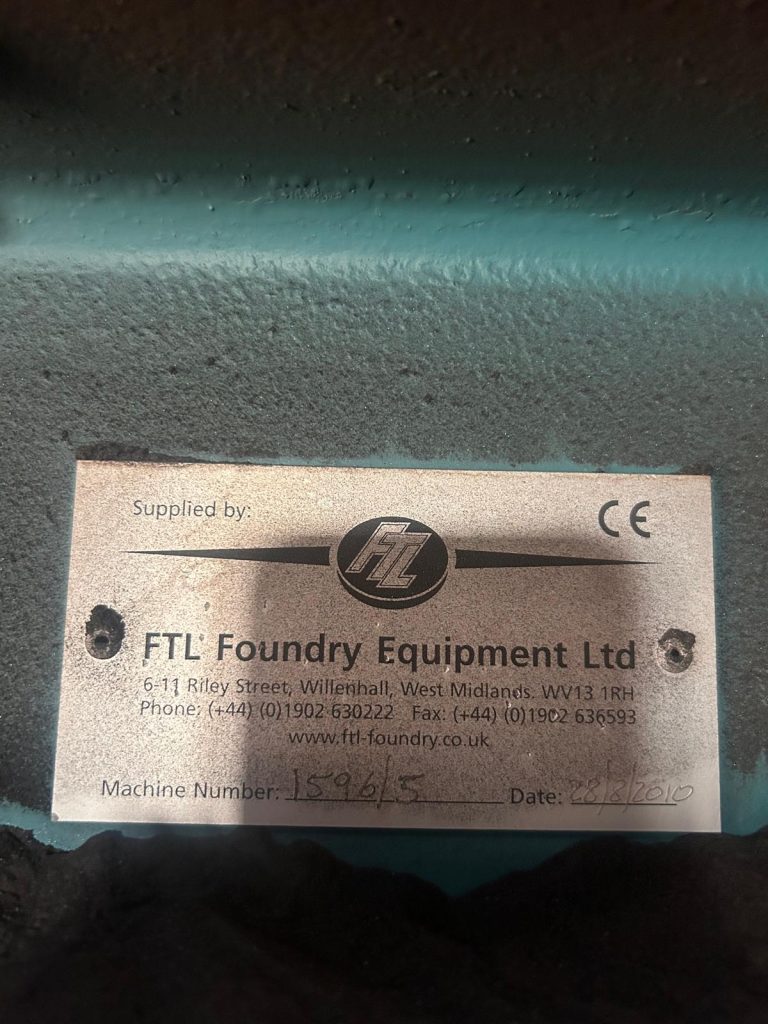 Supplied by:
CE
FTL
FTL Foundry Equipment Ltd
6-11 Riley Street, Willenhall, West Midlands. WV13 1RH
Phone: (+44) (0)1902 630222 Fax: (+44) (0)1902 636593
www.ftl-foundry.co.uk
Machine Number: 1596/5 Date: 28/8/2010